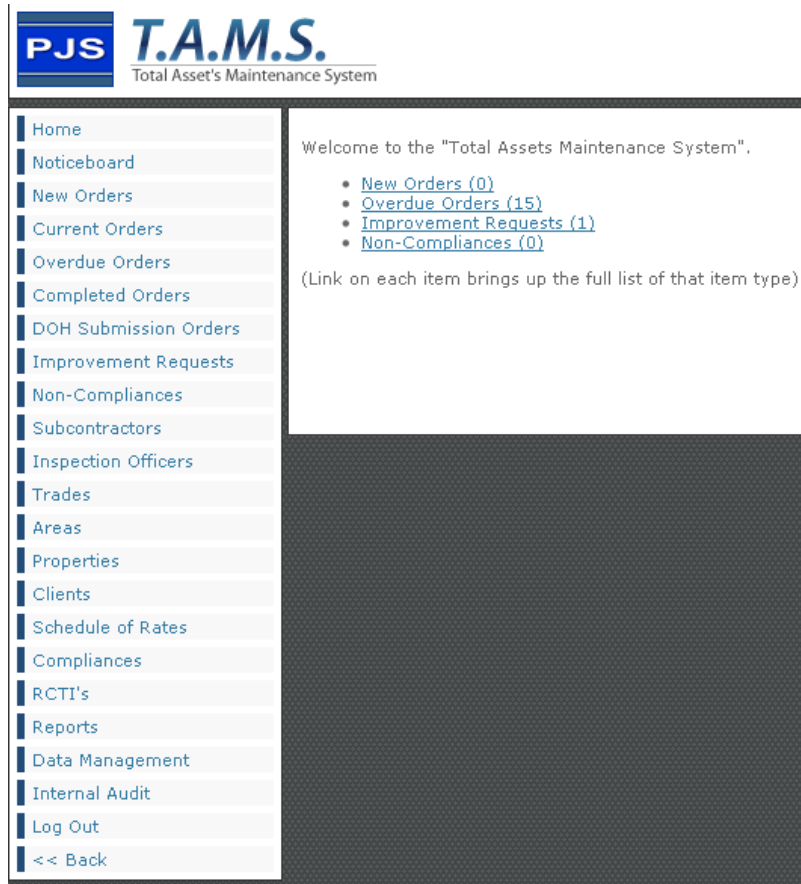 PJS
T.A.M.S.
Total Asset's Maintenance System
Home
Noticeboard
New Orders
Current Orders
Overdue Orders
Completed Orders
DOH Submission Orders
Improvement Requests
Non-Compliances
Subcontractors
Inspection Officers
Trades
Areas
Properties
Clients
Schedule of Rates
Compliances
RCTI's
Reports
Data Management
Internal Audit
Log Out
<< Back
Welcome to the "Total Assets Maintenance System".
New Orders (0)
Overdue Orders (15)
Improvement Requests (1)
Non-Compliances (0)
(Link on each item brings up the full list of that item type)